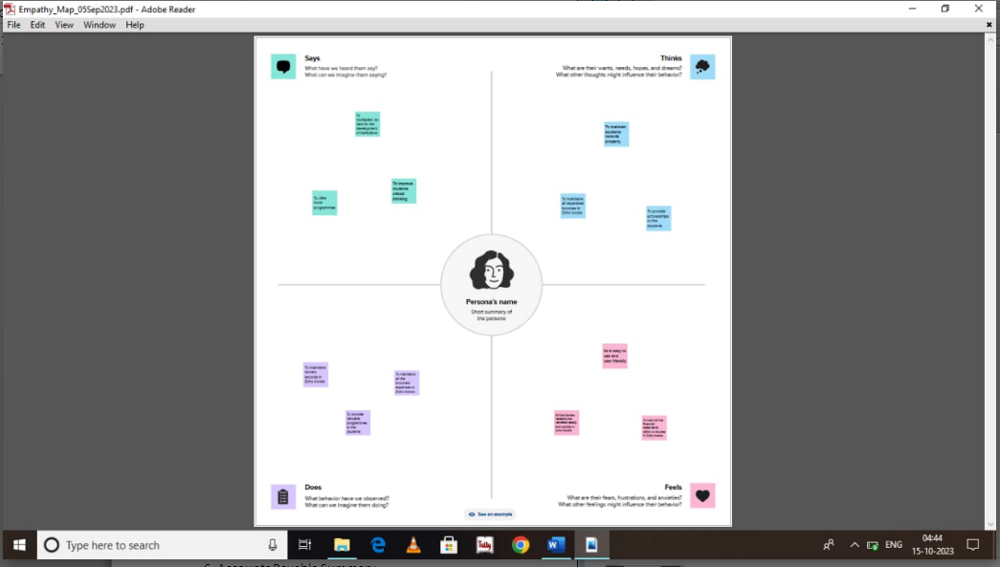 Empathy_Map_05Sep2023.pdf - Adobe Reader
File Edit View Window Help
Says
What have we heard them say?
What can we imagine them saying?
Thinks
What are their wants, needs, hopes, and dreams?
What other thoughts might influence their behavior?
To
development
of institutions
To improve
students
critical
thinking
To offer
more
programmes
To maintain
students
records
properly
To maintains
all expenses
incomes in
Zoho books
To provide
scholarships
to the
students
Persona's name
Short summary of
the persona
To maintains
donars
records in
Zoho books
To maintains
all the
incomes/
expenses in
Zoho books
To provide
valuable
programmes
to the
students
use and
user friendly
Zoho books
To track all the
financial
statements
within a minutes
in Zoho books
Does
What behavior have we observed?
What can we imagine them doing?
Feels
What are their fears, frustrations, and anxieties?
What other feelings might influence their behavior?
See an example
Type here to search
Tally
W
ENG
04:44
15-10-2023